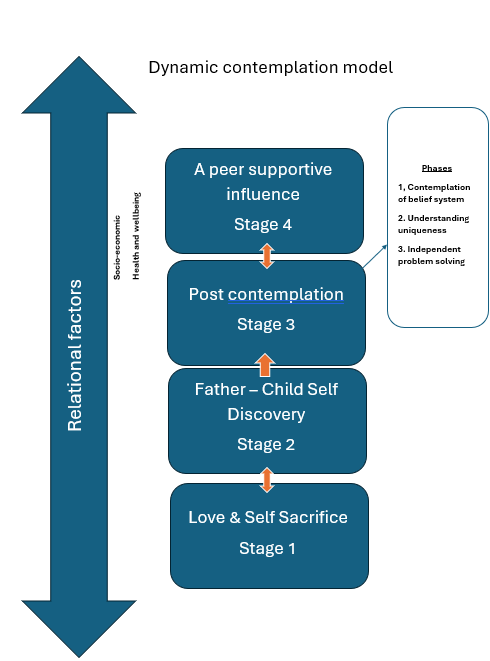 Dynamic contemplation model
Relational factors
Socio-economic
Health and wellbeing
A peer supportive
influence
Stage 4
Post contemplation
Stage 3
Father – Child Self
Discovery
Stage 2
Love & Self Sacrifice
Stage 1
Phases
1, Contemplation
of belief system
2. Understanding
uniqueness
3. Independent
problem solving